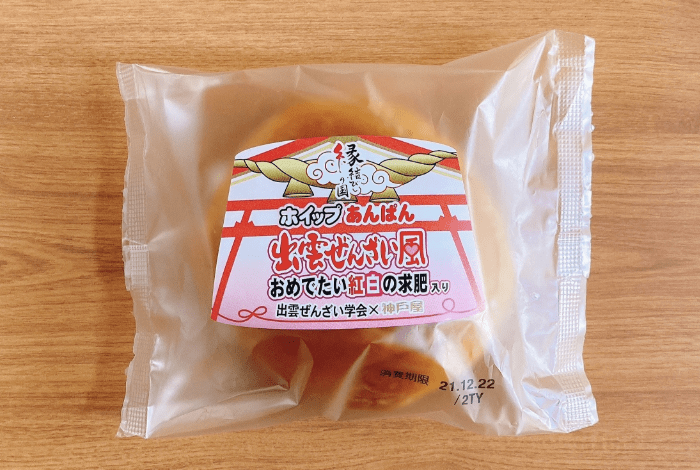 縁結びの国
ホイップあんぱん
出雲ぜんざい風
おめでたい紅白の求肥入り
出雲ぜんざい学会×神戸屋
消費期限 21.12.22
/2TY